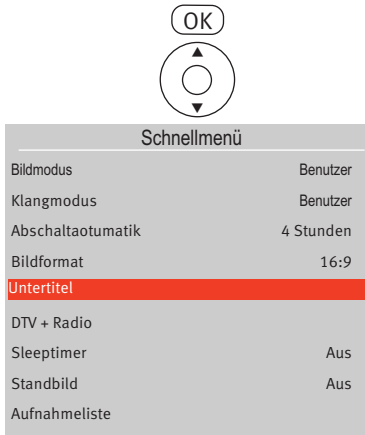 OK
Schnellmenü
Bildmodus Benutzer
Klangmodus Benutzer
Abschaltaotumatik 4 Stunden
Bildformat 16:9
Untertitel
DTV + Radio
Sleeptimer Aus
Standbild Aus
Aufnahmeliste